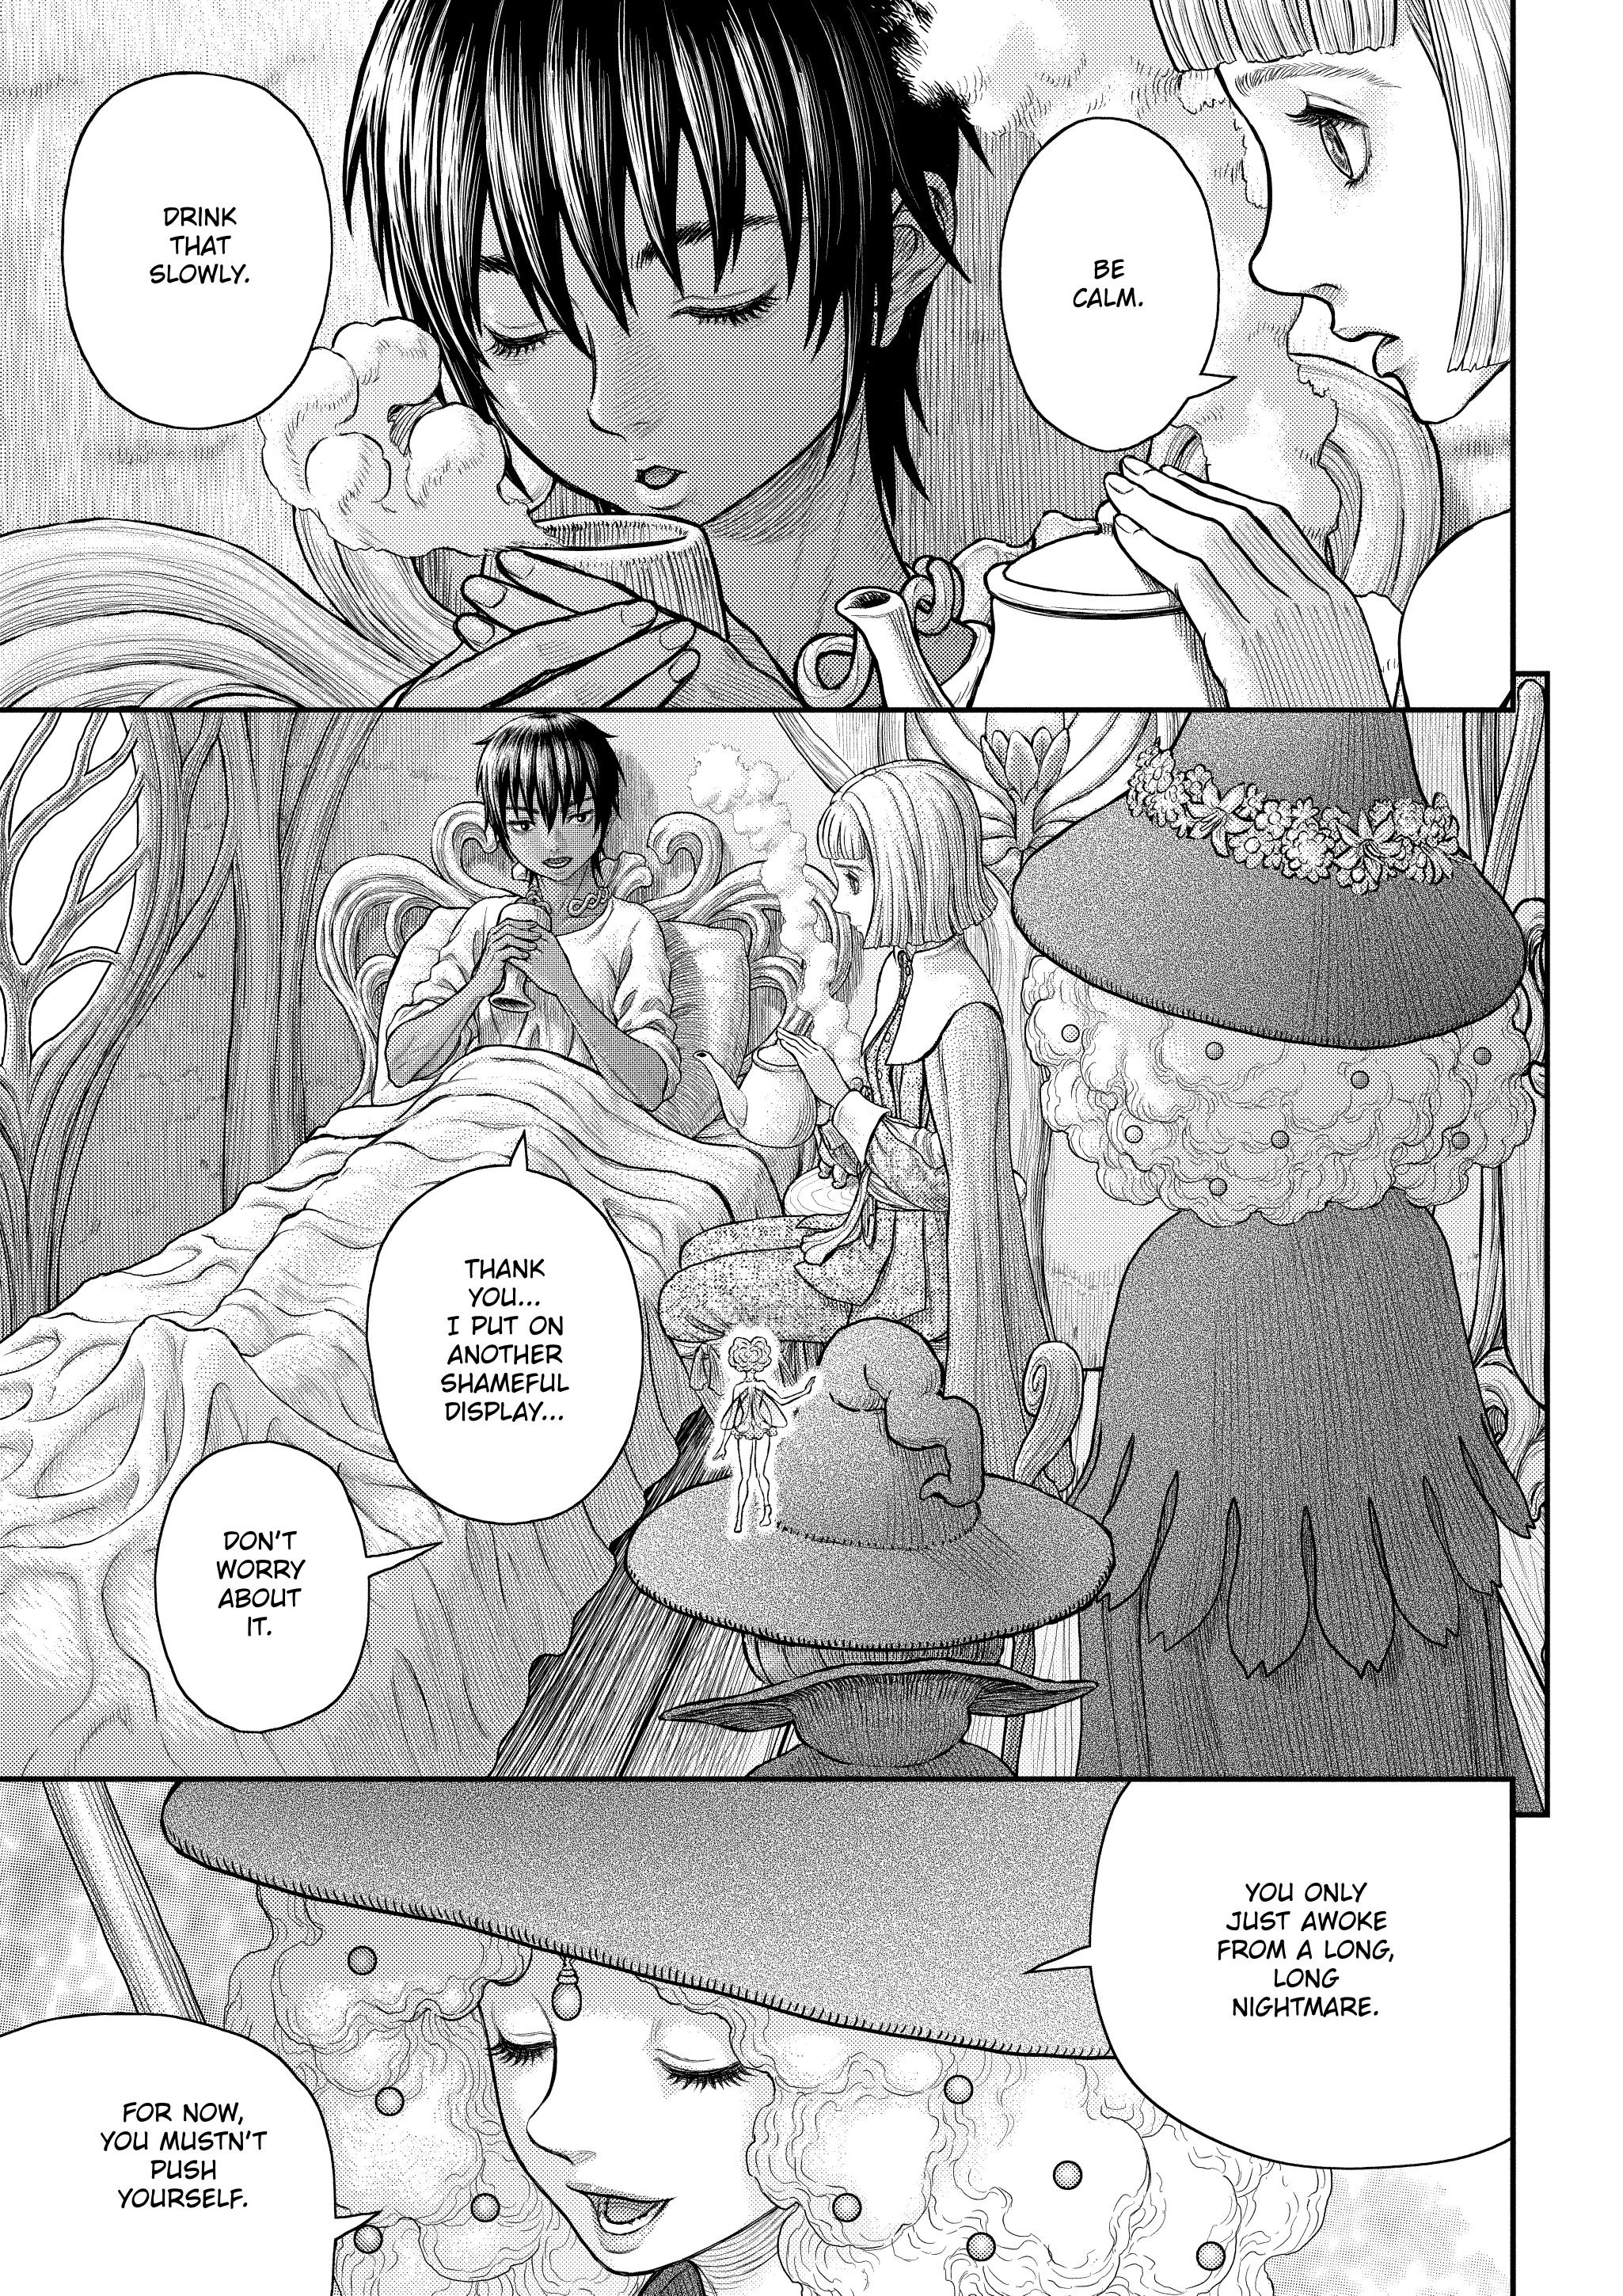 BE
CALM.
DRINK
THAT
SLOWLY.
THANK
YOU...
I PUT ON
ANOTHER
SHAMEFUL
DISPLAY...
DON'T
WORRY
ABOUT
IT.
YOU ONLY
JUST AWOKE
FROM A LONG,
LONG
NIGHTMARE.
FOR NOW,
YOU MUSTN'T
PUSH
YOURSELF.